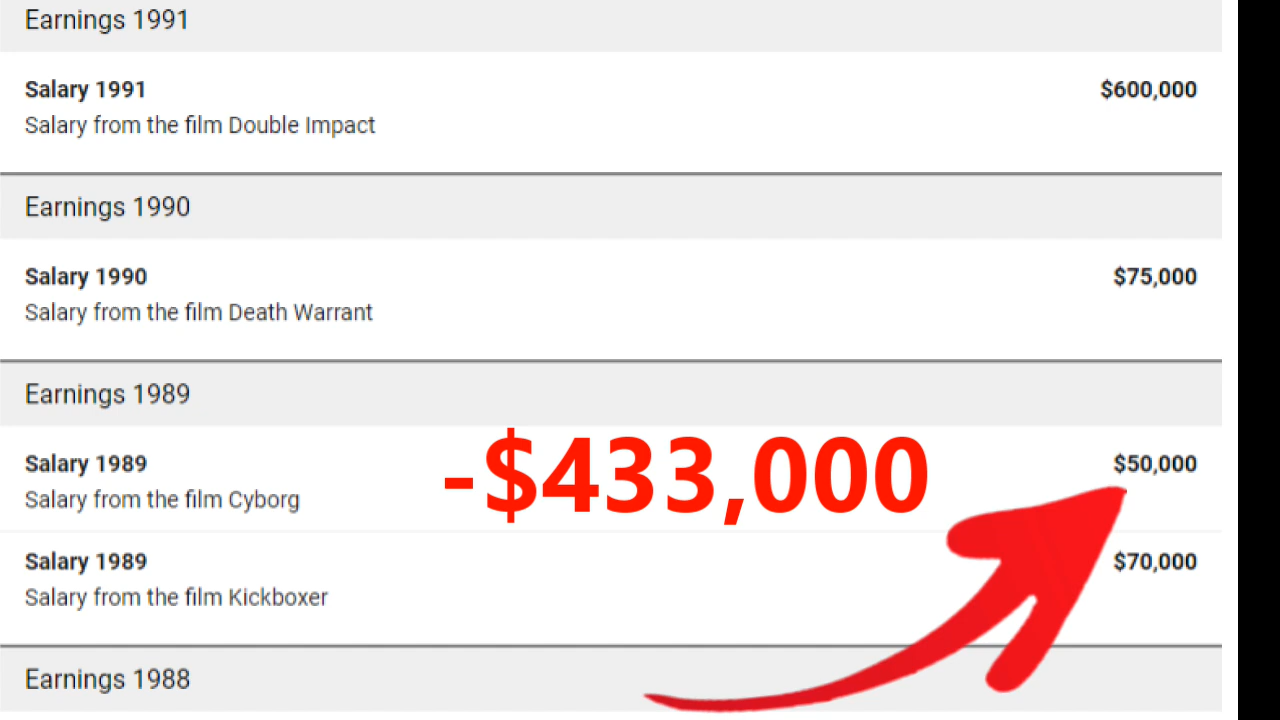 Earnings 1991
Salary 1991 $600,000
Salary from the film Double Impact
Earnings 1990
Salary 1990 $75,000
Salary from the film Death Warrant
Earnings 1989
-$433,000
Salary 1989 $50,000
Salary from the film Cyborg
Salary 1989 $70,000
Salary from the film Kickboxer
Earnings 1988